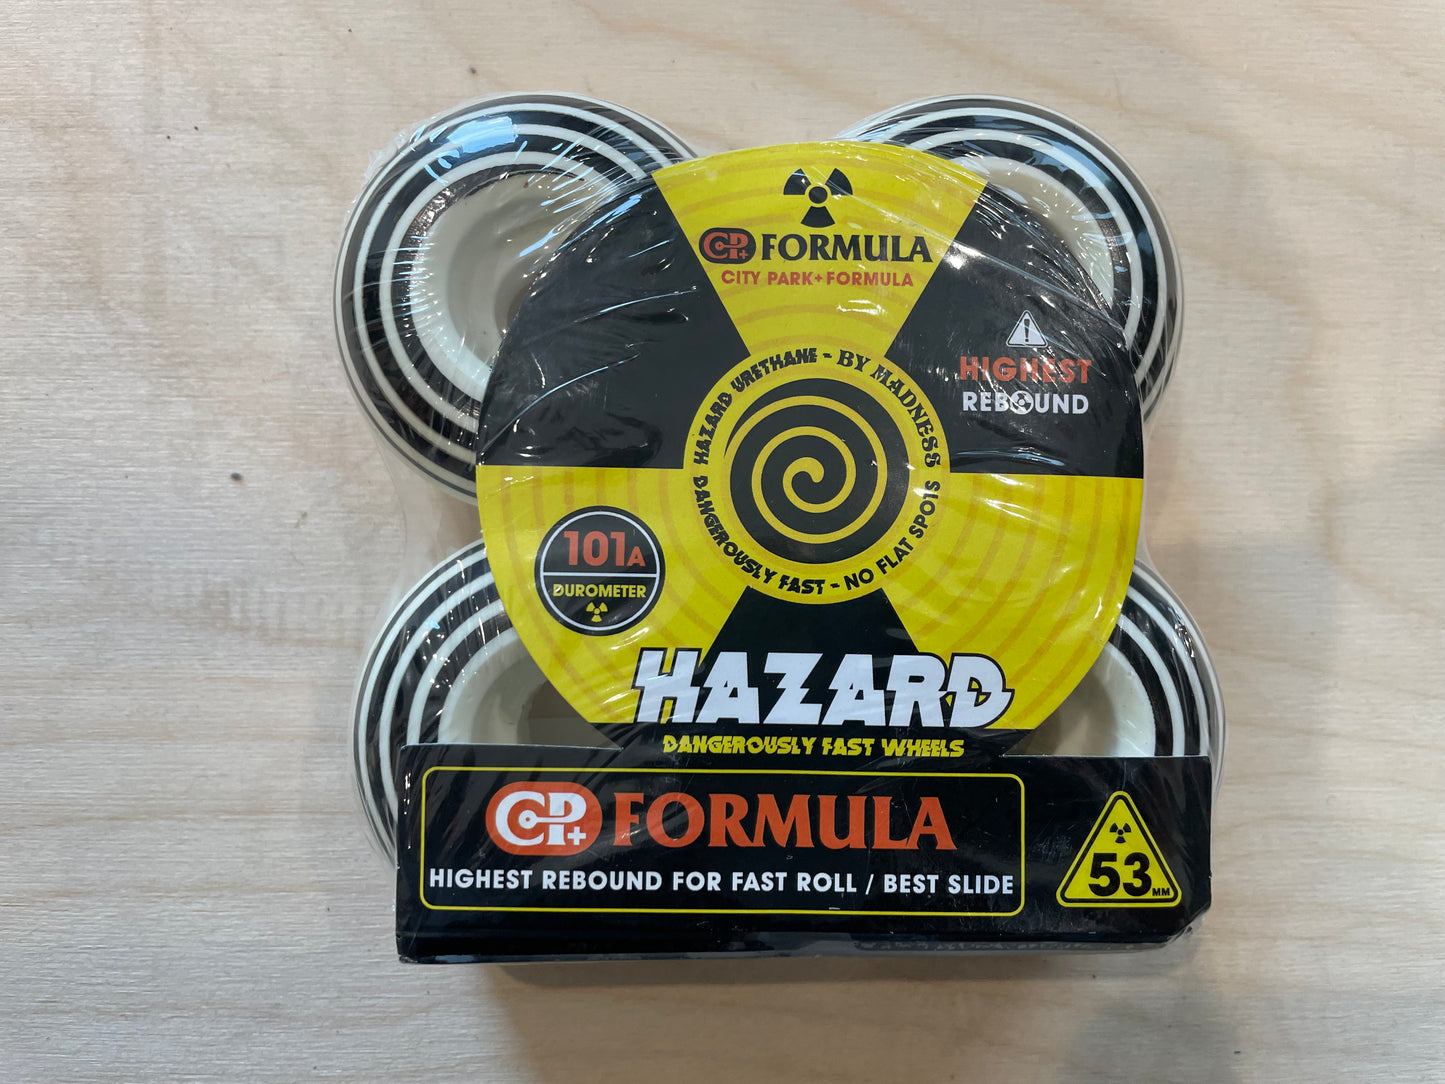 CP+ FORMULA
CITY PARK+FORMULA
HIGHEST
REBOUND
HAZARD URETHANE - BY MADNESS
DANGEROUSLY FAST - NO FLAT SPOTS
101A
DUROMETER
HAZARD
DANGEROUSLY FAST WHEELS
CP+ FORMULA
HIGHEST REBOUND FOR FAST ROLL / BEST SLIDE
53MM